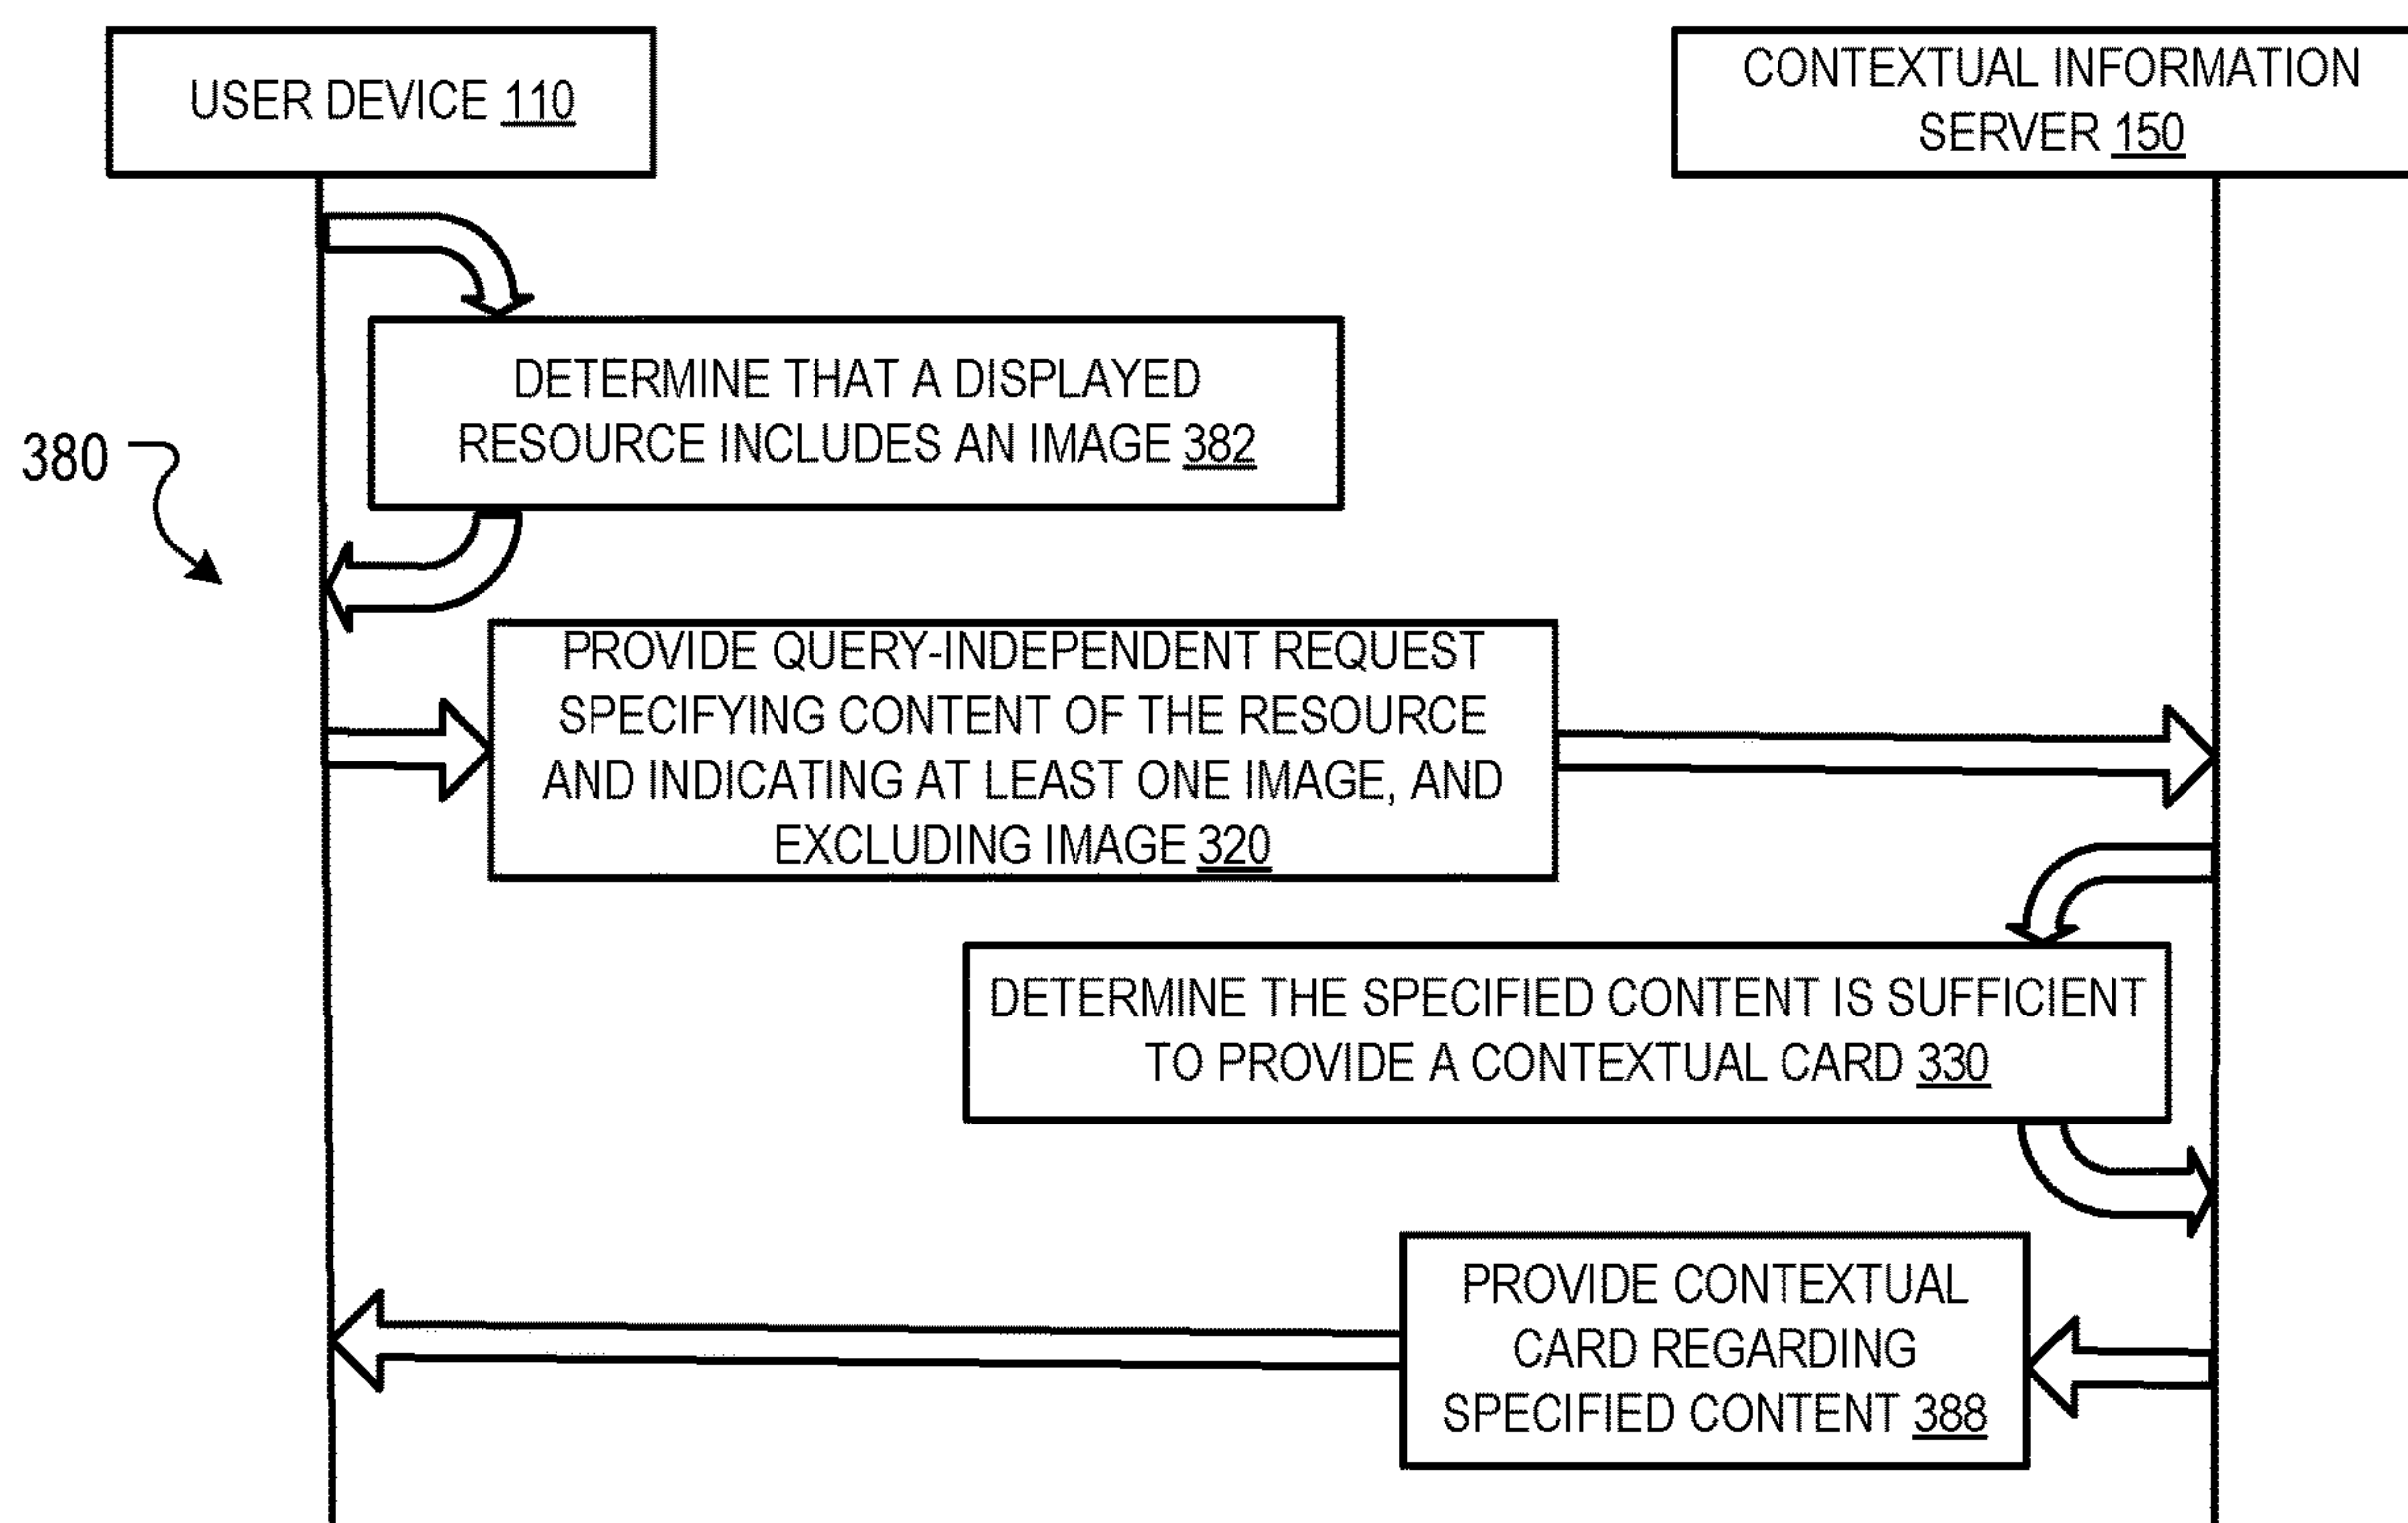 USER DEVICE 110
CONTEXTUAL INFORMATION
SERVER 150
DETERMINE THAT A DISPLAYED
RESOURCE INCLUDES AN IMAGE 382
380
PROVIDE QUERY-INDEPENDENT REQUEST
SPECIFYING CONTENT OF THE RESOURCE
AND INDICATING AT LEAST ONE IMAGE, AND
EXCLUDING IMAGE 320
DETERMINE THE SPECIFIED CONTENT IS SUFFICIENT
TO PROVIDE A CONTEXTUAL CARD 330
PROVIDE CONTEXTUAL
CARD REGARDING
SPECIFIED CONTENT 388